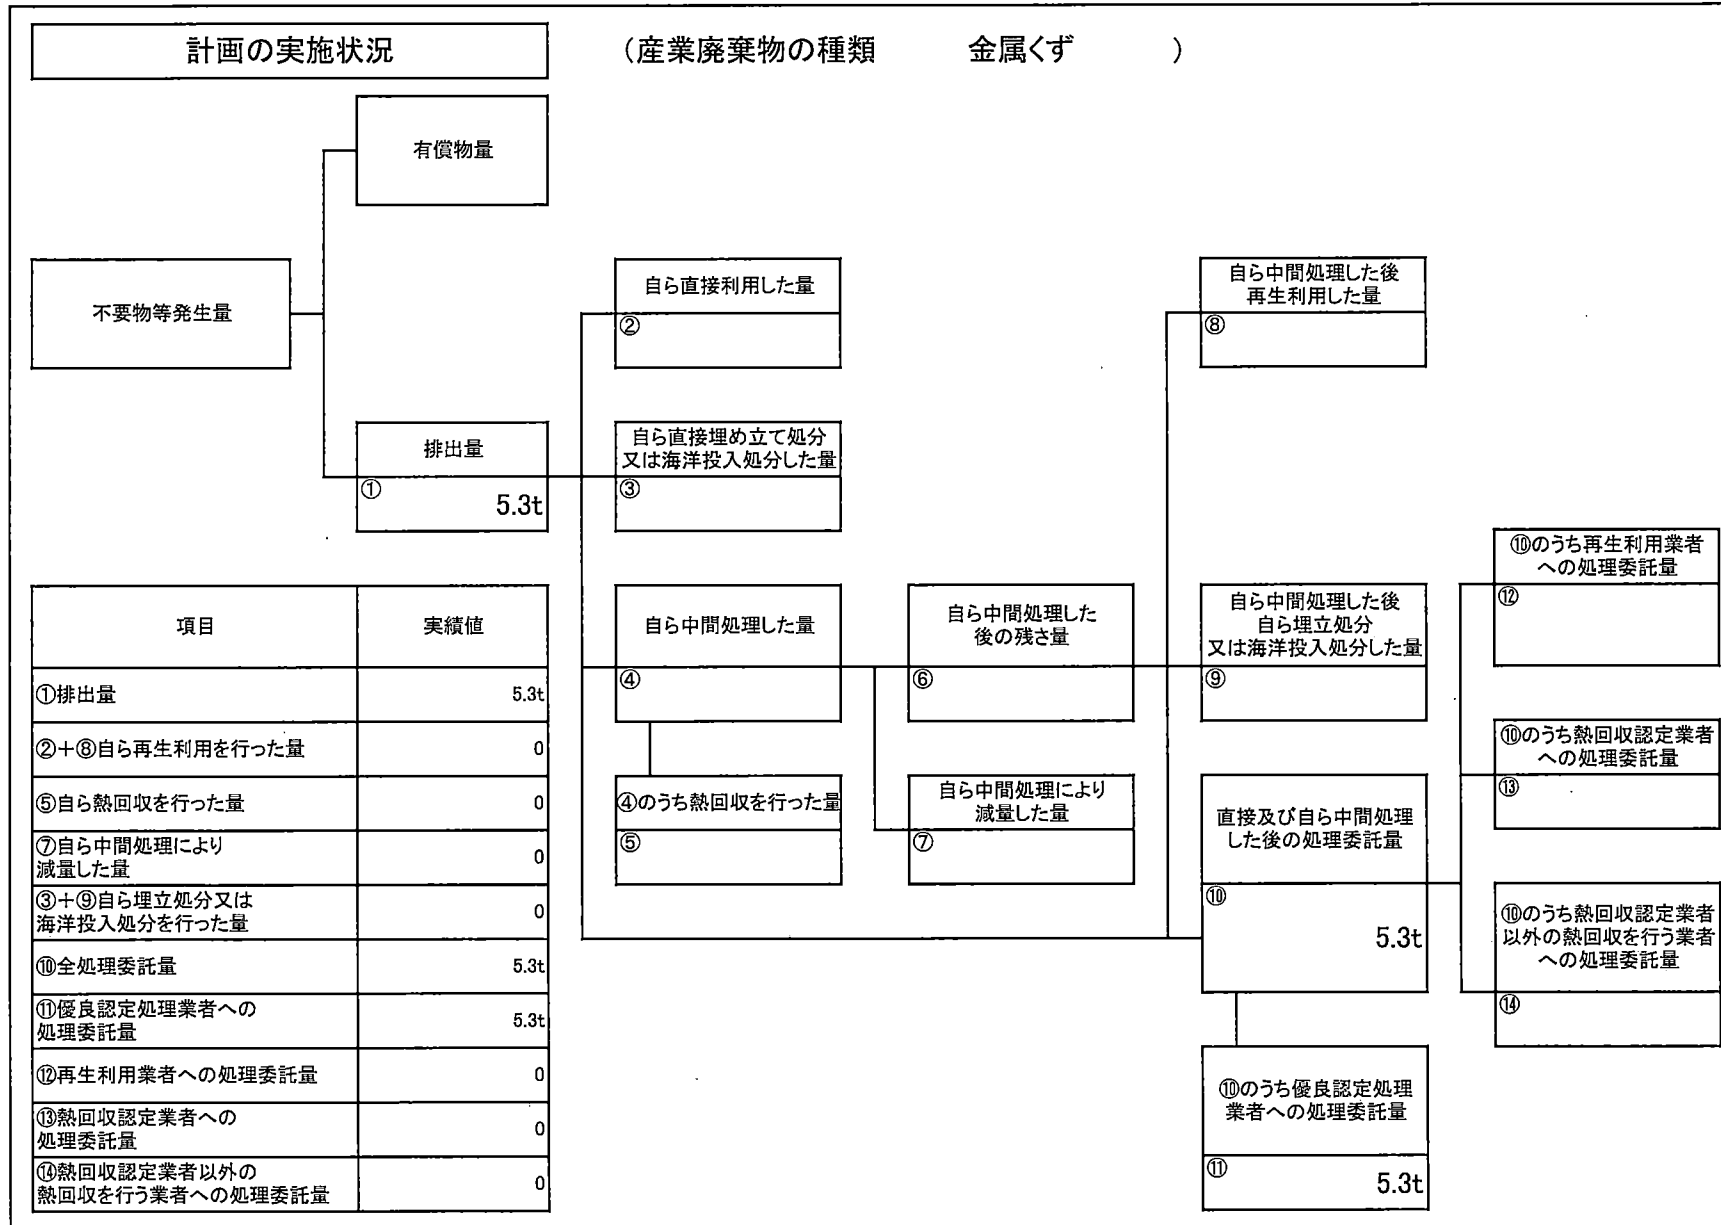 計画の実施状況
（産業廃棄物の種類　　金属くず　　）
有償物量
不要物等発生量
自ら直接利用した量
②
自ら中間処理した後
再生利用した量
⑧
排出量
①
5.3t
自ら直接埋め立て処分
又は海洋投入処分した量
③
⑩のうち再生利用業者
への処理委託量
⑫
自ら中間処理した量
④
自ら中間処理した
後の残さ量
⑥
自ら中間処理した後
自ら埋立処分
又は海洋投入処分した量
⑨
⑩のうち熱回収認定業者
への処理委託量
⑬
④のうち熱回収を行った量
⑤
自ら中間処理により
減量した量
⑦
直接及び自ら中間処理
した後の処理委託量
⑩
5.3t
⑩のうち熱回収認定業者
以外の熱回収を行う業者
への処理委託量
⑭
⑩のうち優良認定処理
業者への処理委託量
⑪
5.3t
項目 実績値
①排出量 5.3t
②＋⑧自ら再生利用を行った量 0
⑤自ら熱回収を行った量 0
⑦自ら中間処理により
減量した量 0
③＋⑨自ら埋立処分又は
海洋投入処分を行った量 0
⑩全処理委託量 5.3t
⑪優良認定処理業者への
処理委託量 5.3t
⑫再生利用業者への処理委託量 0
⑬熱回収認定業者への
処理委託量 0
⑭熱回収認定業者以外の
熱回収を行う業者への処理委託量 0